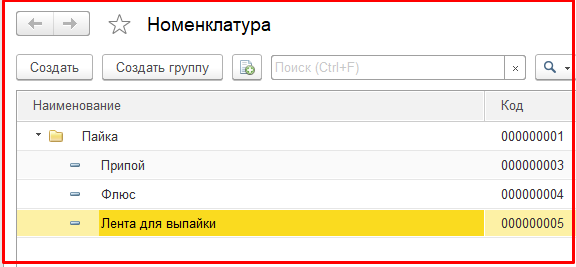 Номенклатура
Создать Создать группу Поиск (Ctrl+F) ×
Наименование Код
Пайка 000000001
Припой 000000003
Флюс 000000004
Лента для выпайки 000000005